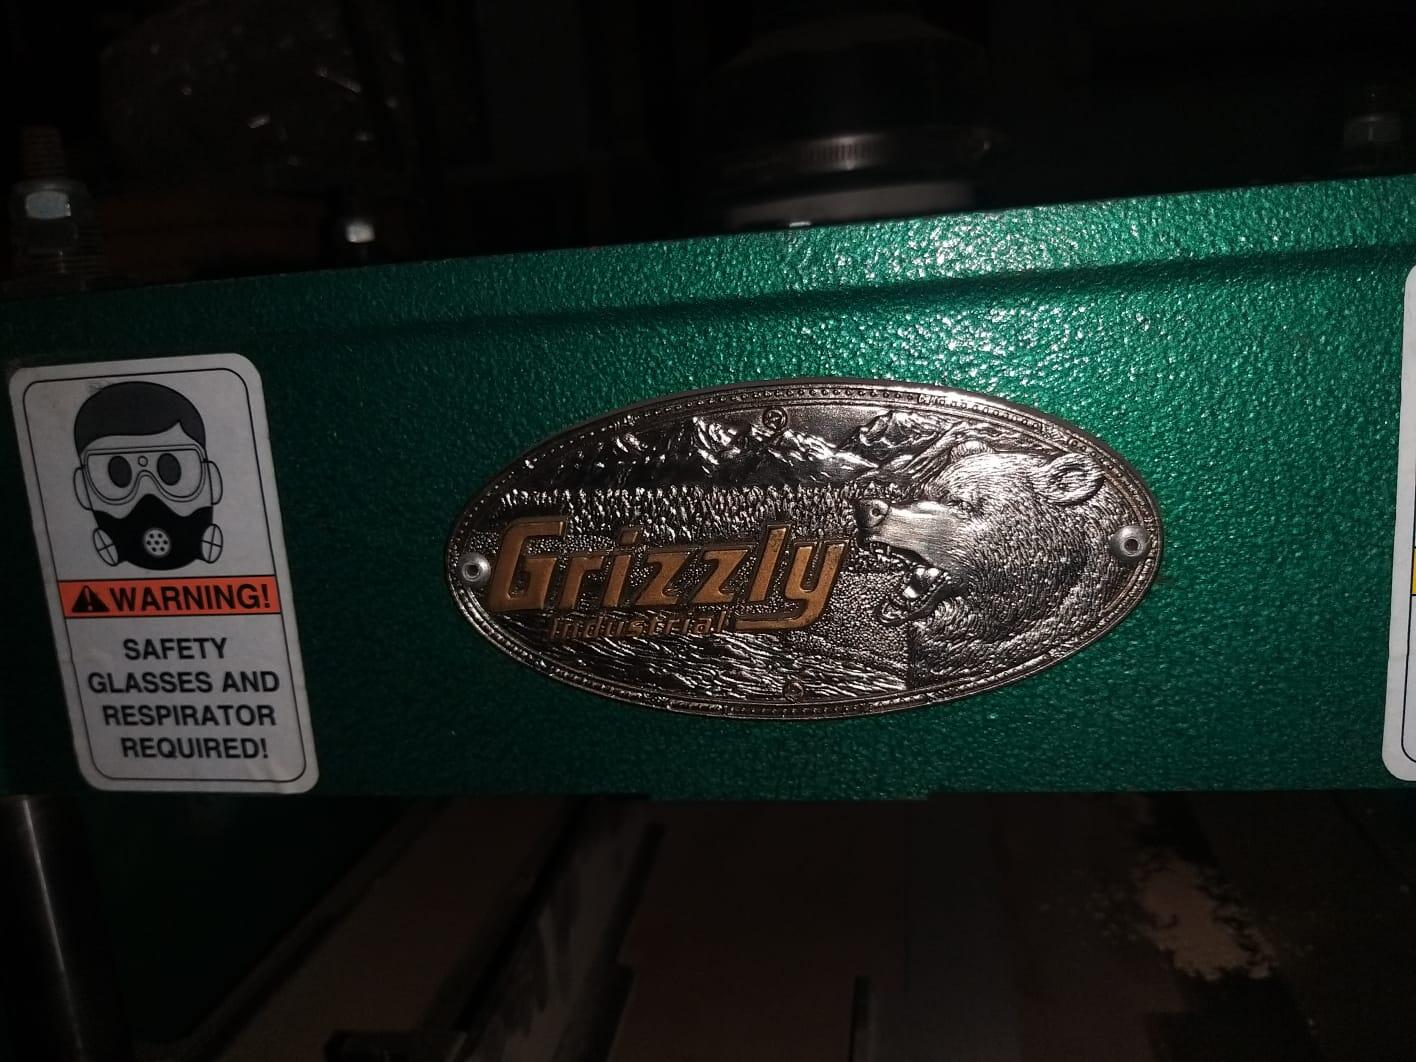 WARNING!
SAFETY
GLASSES AND
RESPIRATOR
REQUIRED!
Grizzly
Industrial